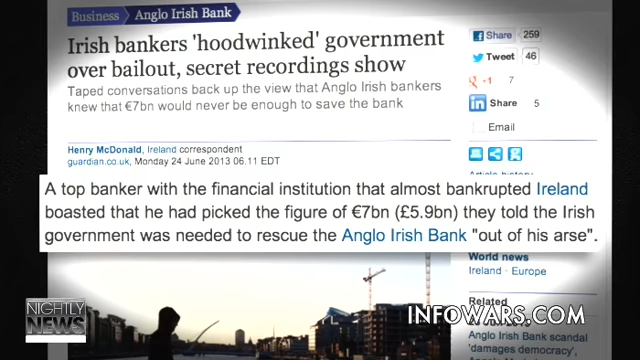 Business Anglo Irish Bank
Irish bankers 'hoodwinked' government
over bailout, secret recordings show
Taped conversations back up the view that Anglo Irish bankers
knew that €7bn would never be enough to save the bank
Henry McDonald, Ireland correspondent
guardian.co.uk, Monday 24 June 2013 06.11 EDT
Share 259
Tweet 46
+1 7
in Share 5
Email
Article history
A top banker with the financial institution that almost bankrupted Ireland
boasted that he had picked the figure of €7bn (£5.9bn) they told the Irish
government was needed to rescue the Anglo Irish Bank "out of his arse".
World news
Ireland · Europe
Related
Anglo Irish Bank scandal
'damages democracy',
NIGHTLY
NEWS
INFOWARS.COM